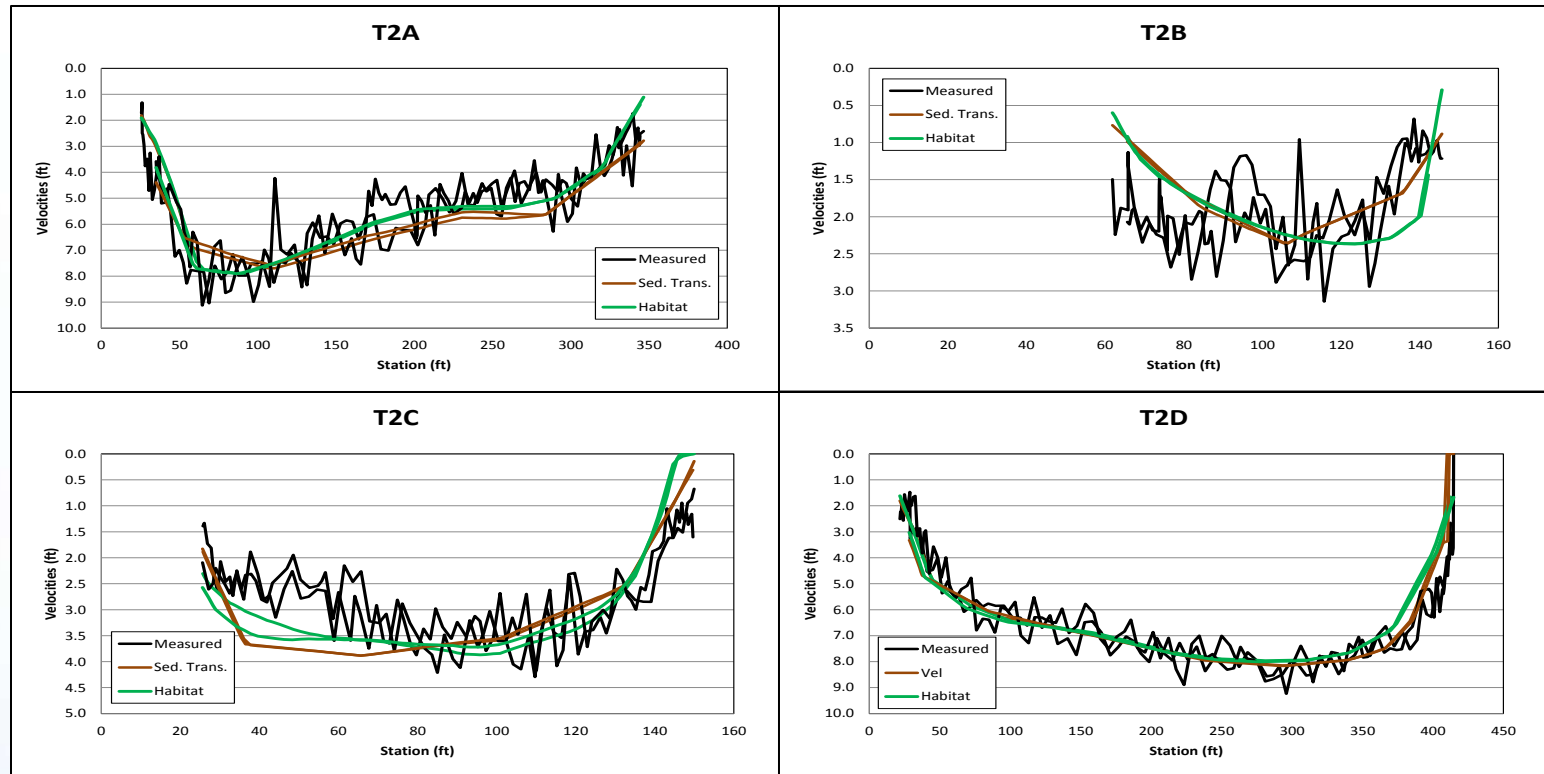 T2A
0.0
1.0
2.0
3.0
4.0
5.0
6.0
7.0
8.0
9.0
10.0
0 50 100 150 200 250 300 350 400
Velocities (ft)
Station (ft)
Measured
Sed. Trans.
Habitat
T2B
0.0
0.5
1.0
1.5
2.0
2.5
3.0
3.5
0 20 40 60 80 100 120 140 160
Velocities (ft)
Station (ft)
Measured
Sed. Trans.
Habitat
T2C
0.0
0.5
1.0
1.5
2.0
2.5
3.0
3.5
4.0
4.5
5.0
0 20 40 60 80 100 120 140 160
Velocities (ft)
Station (ft)
Measured
Sed. Trans.
Habitat
T2D
0.0
1.0
2.0
3.0
4.0
5.0
6.0
7.0
8.0
9.0
10.0
0 50 100 150 200 250 300 350 400 450
Velocities (ft)
Station (ft)
Measured
Vel
Habitat